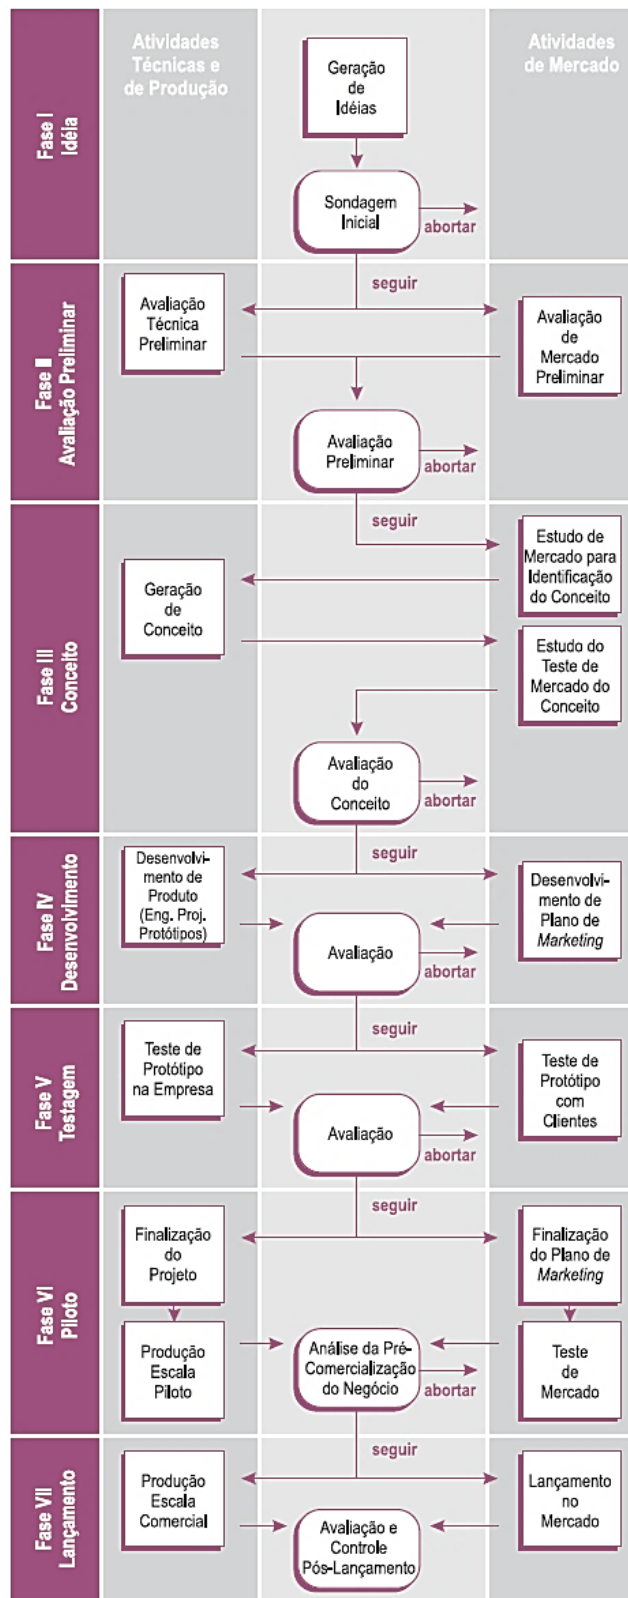 Atividades
Técnicas e
de Produção
Atividades
de Mercado
Fase I
Idéia
Geração
de
Idéias
Sondagem
Inicial
abortar
seguir
Fase II
Avaliação Preliminar
Avaliação
Técnica
Preliminar
Avaliação
de
Mercado
Preliminar
Avaliação
Preliminar
abortar
seguir
Fase III
Conceito
Estudo de
Mercado para
Identificação
do Conceito
Geração
de
Conceito
Estudo do
Teste de
Mercado do
Conceito
Avaliação
do
Conceito
abortar
seguir
Fase IV
Desenvolvimento
Desenvolvi-
mento de
Produto
(Eng. Proj.
Protótipos)
Desenvolvi-
mento de
Plano de
Marketing
Avaliação
abortar
seguir
Fase V
Testagem
Teste de
Protótipo
na Empresa
Teste de
Protótipo
com
Clientes
Avaliação
abortar
seguir
Fase VI
Piloto
Finalização
do
Projeto
Finalização
do Plano de
Marketing
Produção
Escala
Piloto
Análise da Pré-
Comercialização
do Negócio
abortar
Teste
de
Mercado
seguir
Fase VII
Lançamento
Produção
Escala
Comercial
Lançamento
no
Mercado
Avaliação e
Controle
Pós-Lançamento